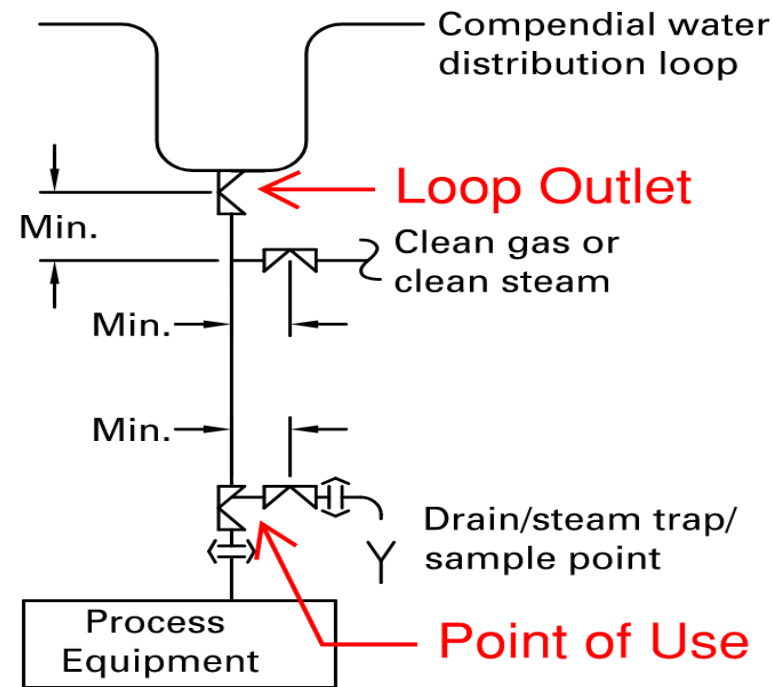 Compendial water
distribution loop
Loop Outlet
Min.
Clean gas or
clean steam
Min.
Min.
Drain/steam trap/
sample point
Process
Equipment
Point of Use